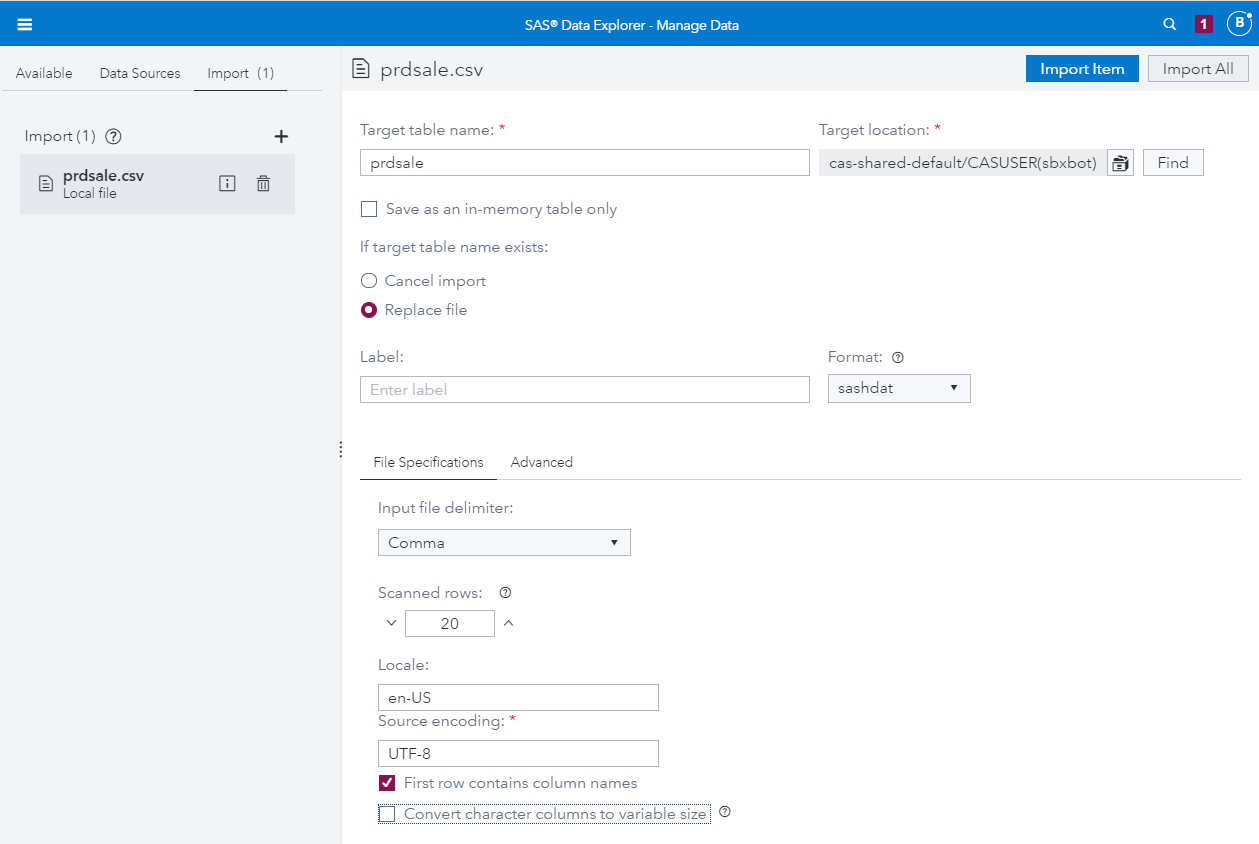 SAS® Data Explorer - Manage Data
1
B
Available Data Sources Import (1)
prdsale.csv
Import Item Import All
Import (1) ?
prdsale.csv
Local file
Target table name: *
Target location: *
prdsale
cas-shared-default/CASUSER(sbxbot)
Find
Save as an in-memory table only
If target table name exists:
Cancel import
Replace file
Label:
Format: ?
Enter label
sashdat
File Specifications Advanced
Input file delimiter:
Comma
Scanned rows: ?
20
Locale:
en-US
Source encoding: *
UTF-8
First row contains column names
Convert character columns to variable size ?